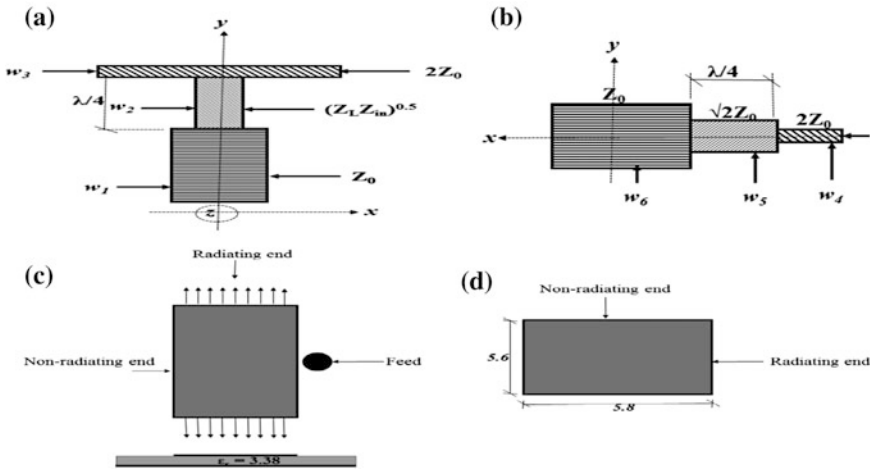 (a)
y
w3
2Z0
λ/4
w2
(ZLZin)^0.5
w1
Z0
z
x
(b)
y
λ/4
Z0
√2Z0
2Z0
x
w6
w5
w4
(c)
Radiating end
Non-radiating end
Feed
εr = 3.38
(d)
Non-radiating end
5.6
Radiating end
5.8